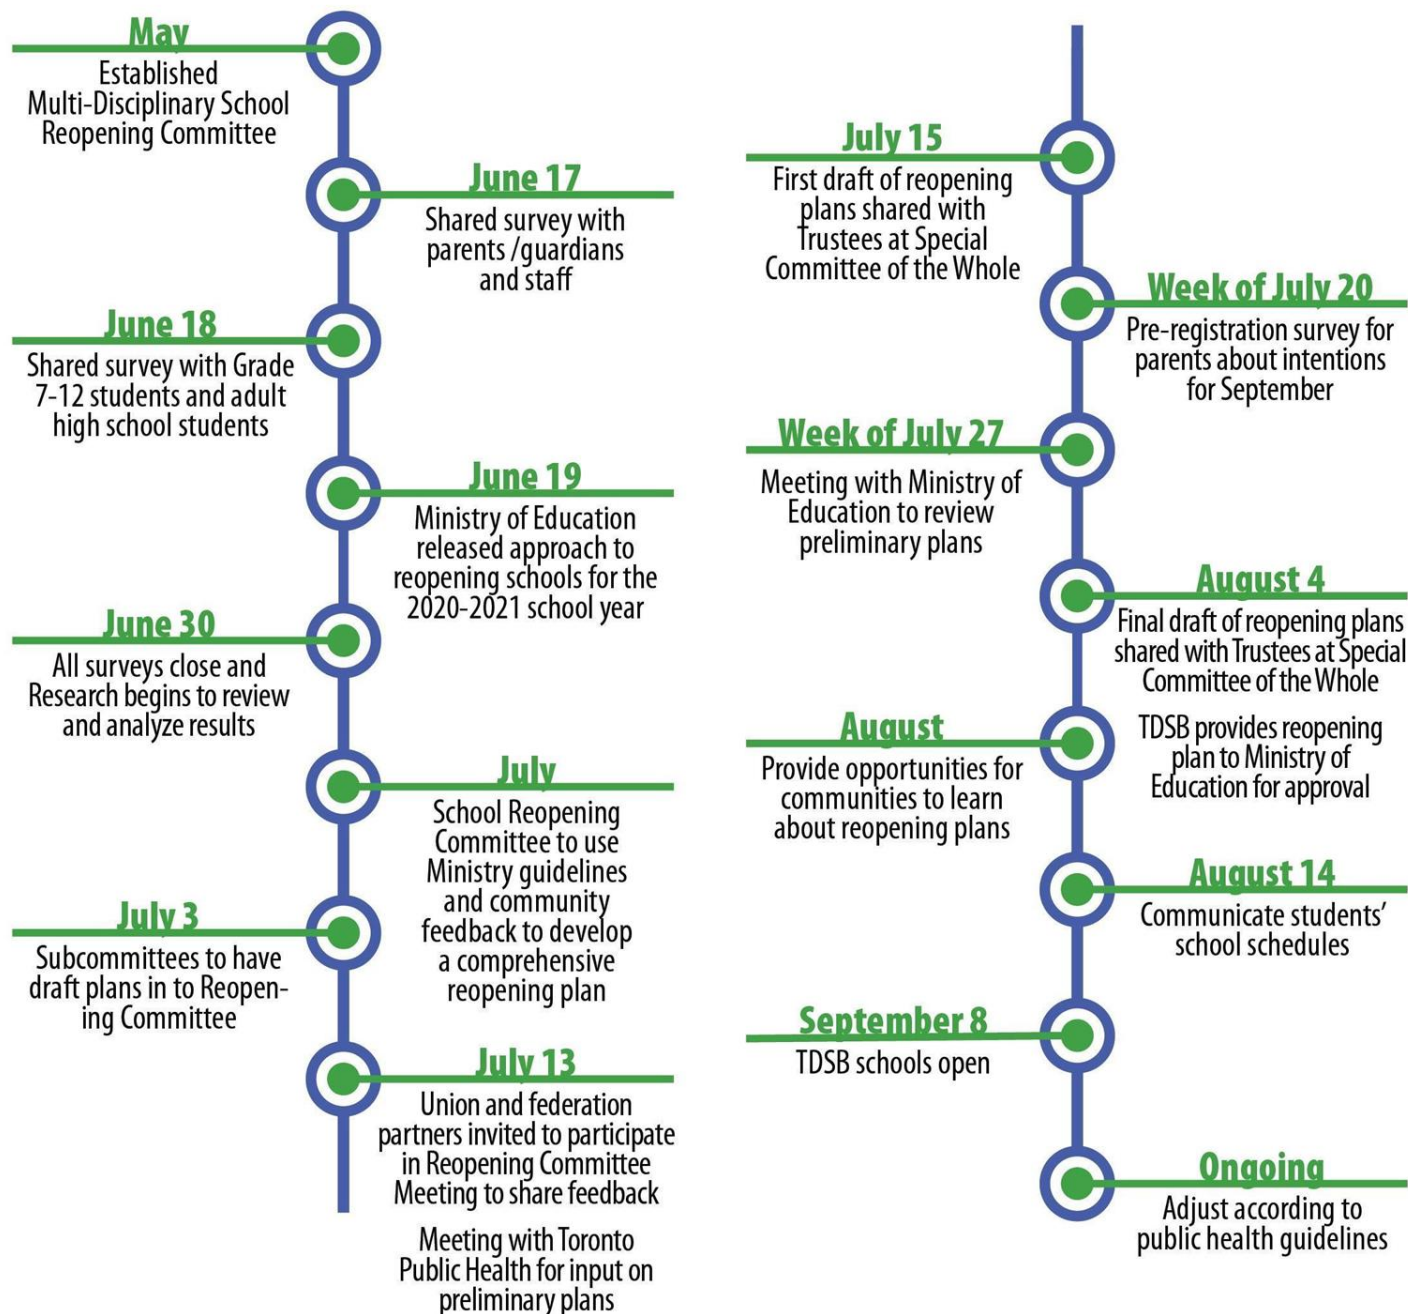 May
Established
Multi-Disciplinary School
Reopening Committee
June 17
Shared survey with
parents /guardians
and staff
June 18
Shared survey with Grade
7-12 students and adult
high school students
June 19
Ministry of Education
released approach to
reopening schools for the
2020-2021 school year
June 30
All surveys close and
Research begins to review
and analyze results
July
School Reopening
Committee to use
Ministry guidelines
and community
feedback to develop
a comprehensive
reopening plan
July 3
Subcommittees to have
draft plans in to Reopen-
ing Committee
July 13
Union and federation
partners invited to participate
in Reopening Committee
Meeting to share feedback
Meeting with Toronto
Public Health for input on
preliminary plans
July 15
First draft of reopening
plans shared with
Trustees at Special
Committee of the Whole
Week of July 20
Pre-registration survey for
parents about intentions
for September
Week of July 27
Meeting with Ministry of
Education to review
preliminary plans
August 4
Final draft of reopening plans
shared with Trustees at Special
Committee of the Whole
TDSB provides reopening
plan to Ministry of
Education for approval
August
Provide opportunities for
communities to learn
about reopening plans
August 14
Communicate students’
school schedules
September 8
TDSB schools open
Ongoing
Adjust according to
public health guidelines